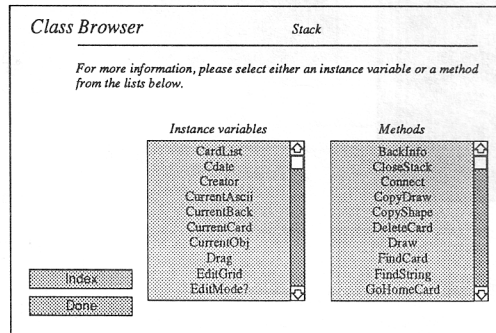 Class Browser
Stack
For more information, please select either an instance variable or a method
from the lists below.
Instance variables
CardList
Cdate
Creator
CurrentAscii
CurrentBack
CurrentCard
CurrentObj
Drag
EditGrid
EditMode?
Methods
BackInfo
CloseStack
Connect
CopyDraw
CopyShape
DeleteCard
Draw
FindCard
FindString
GoHomeCard
Index
Done